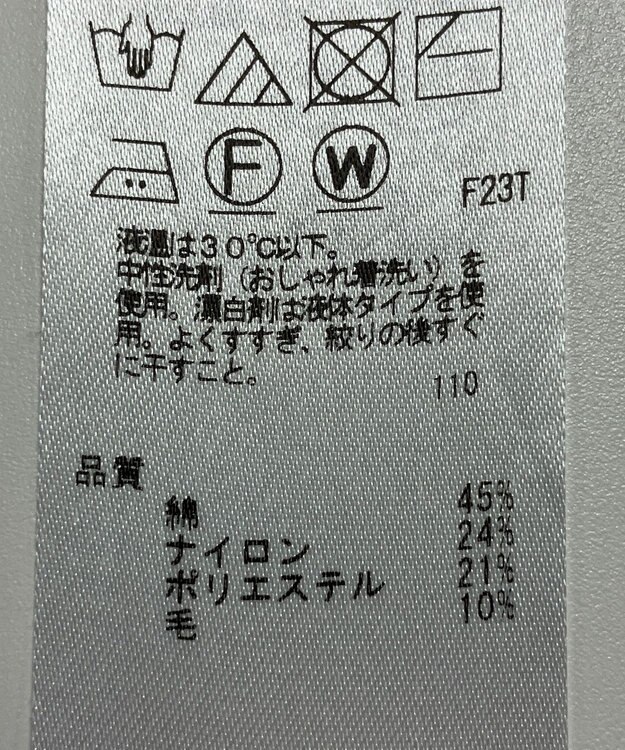 F W F23T
液温は30℃以下。
中性洗剤（おしゃれ着洗い）を
使用。漂白剤は液体タイプを使
用。よくすすぎ、絞りの後すぐ
に干すこと。
110
品質
綿 45%
ナイロン 24%
ポリエステル 21%
毛 10%